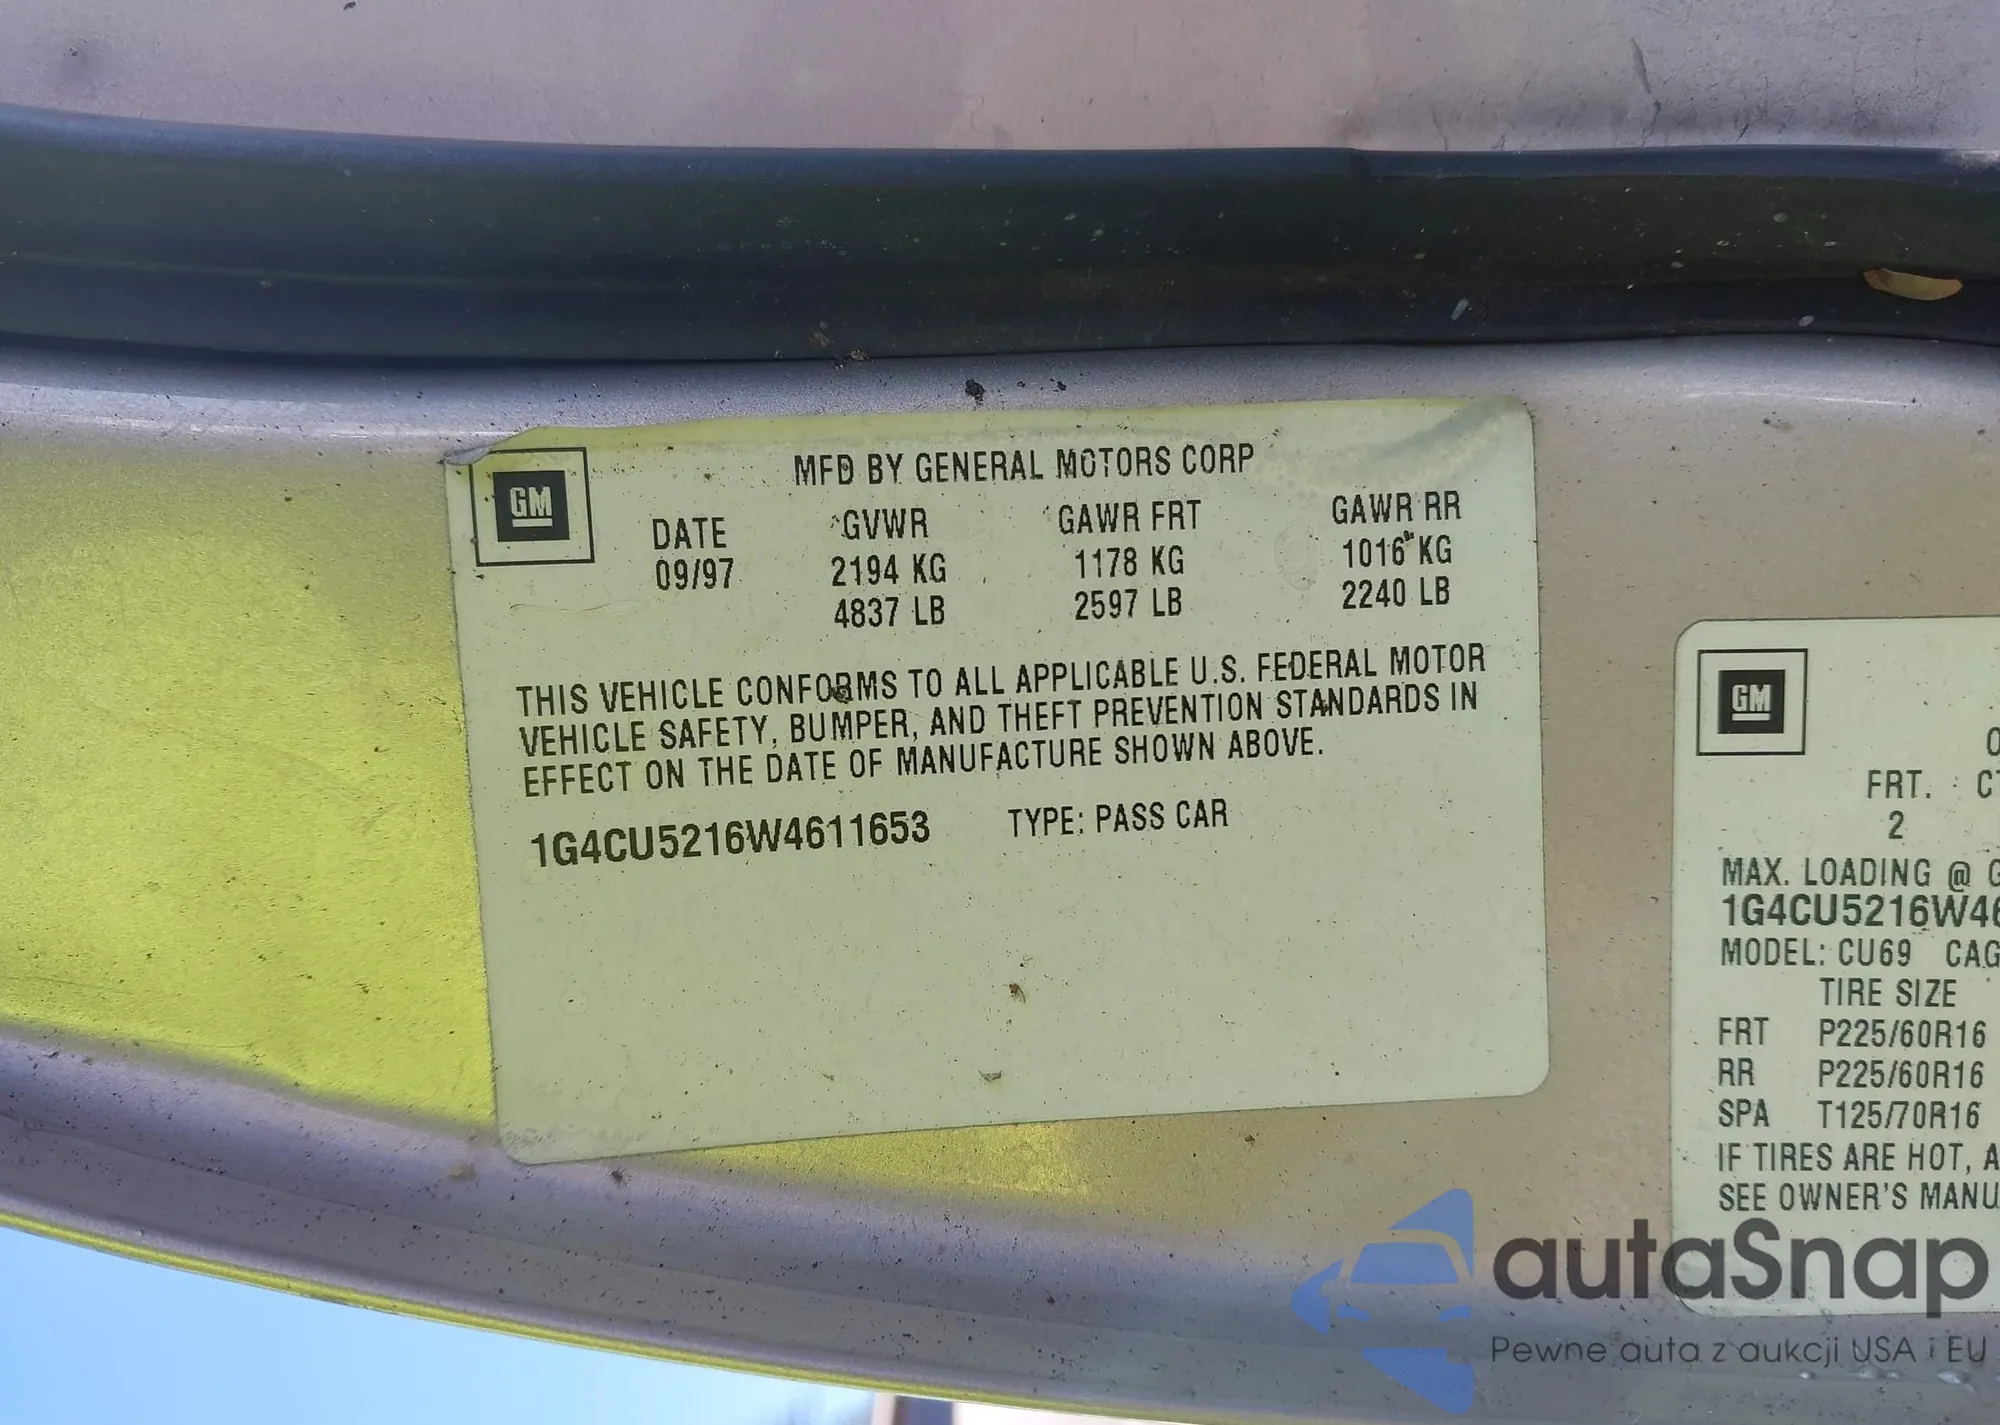 GM
MFD BY GENERAL MOTORS CORP
DATE GVWR GAWR FRT GAWR RR
09/97 2194 KG 1178 KG 1016 KG
4837 LB 2597 LB 2240 LB
THIS VEHICLE CONFORMS TO ALL APPLICABLE U.S. FEDERAL MOTOR
VEHICLE SAFETY, BUMPER, AND THEFT PREVENTION STANDARDS IN
EFFECT ON THE DATE OF MANUFACTURE SHOWN ABOVE.
1G4CU5216W4611653 TYPE: PASS CAR
GM
FRT.
2
MAX. LOADING @
1G4CU5216W46
MODEL: CU69 CAG
TIRE SIZE
FRT P225/60R16
RR P225/60R16
SPA T125/70R16
IF TIRES ARE HOT, A
SEE OWNER'S MANU
autaSnap
Pewne auta z aukcji USA i EU